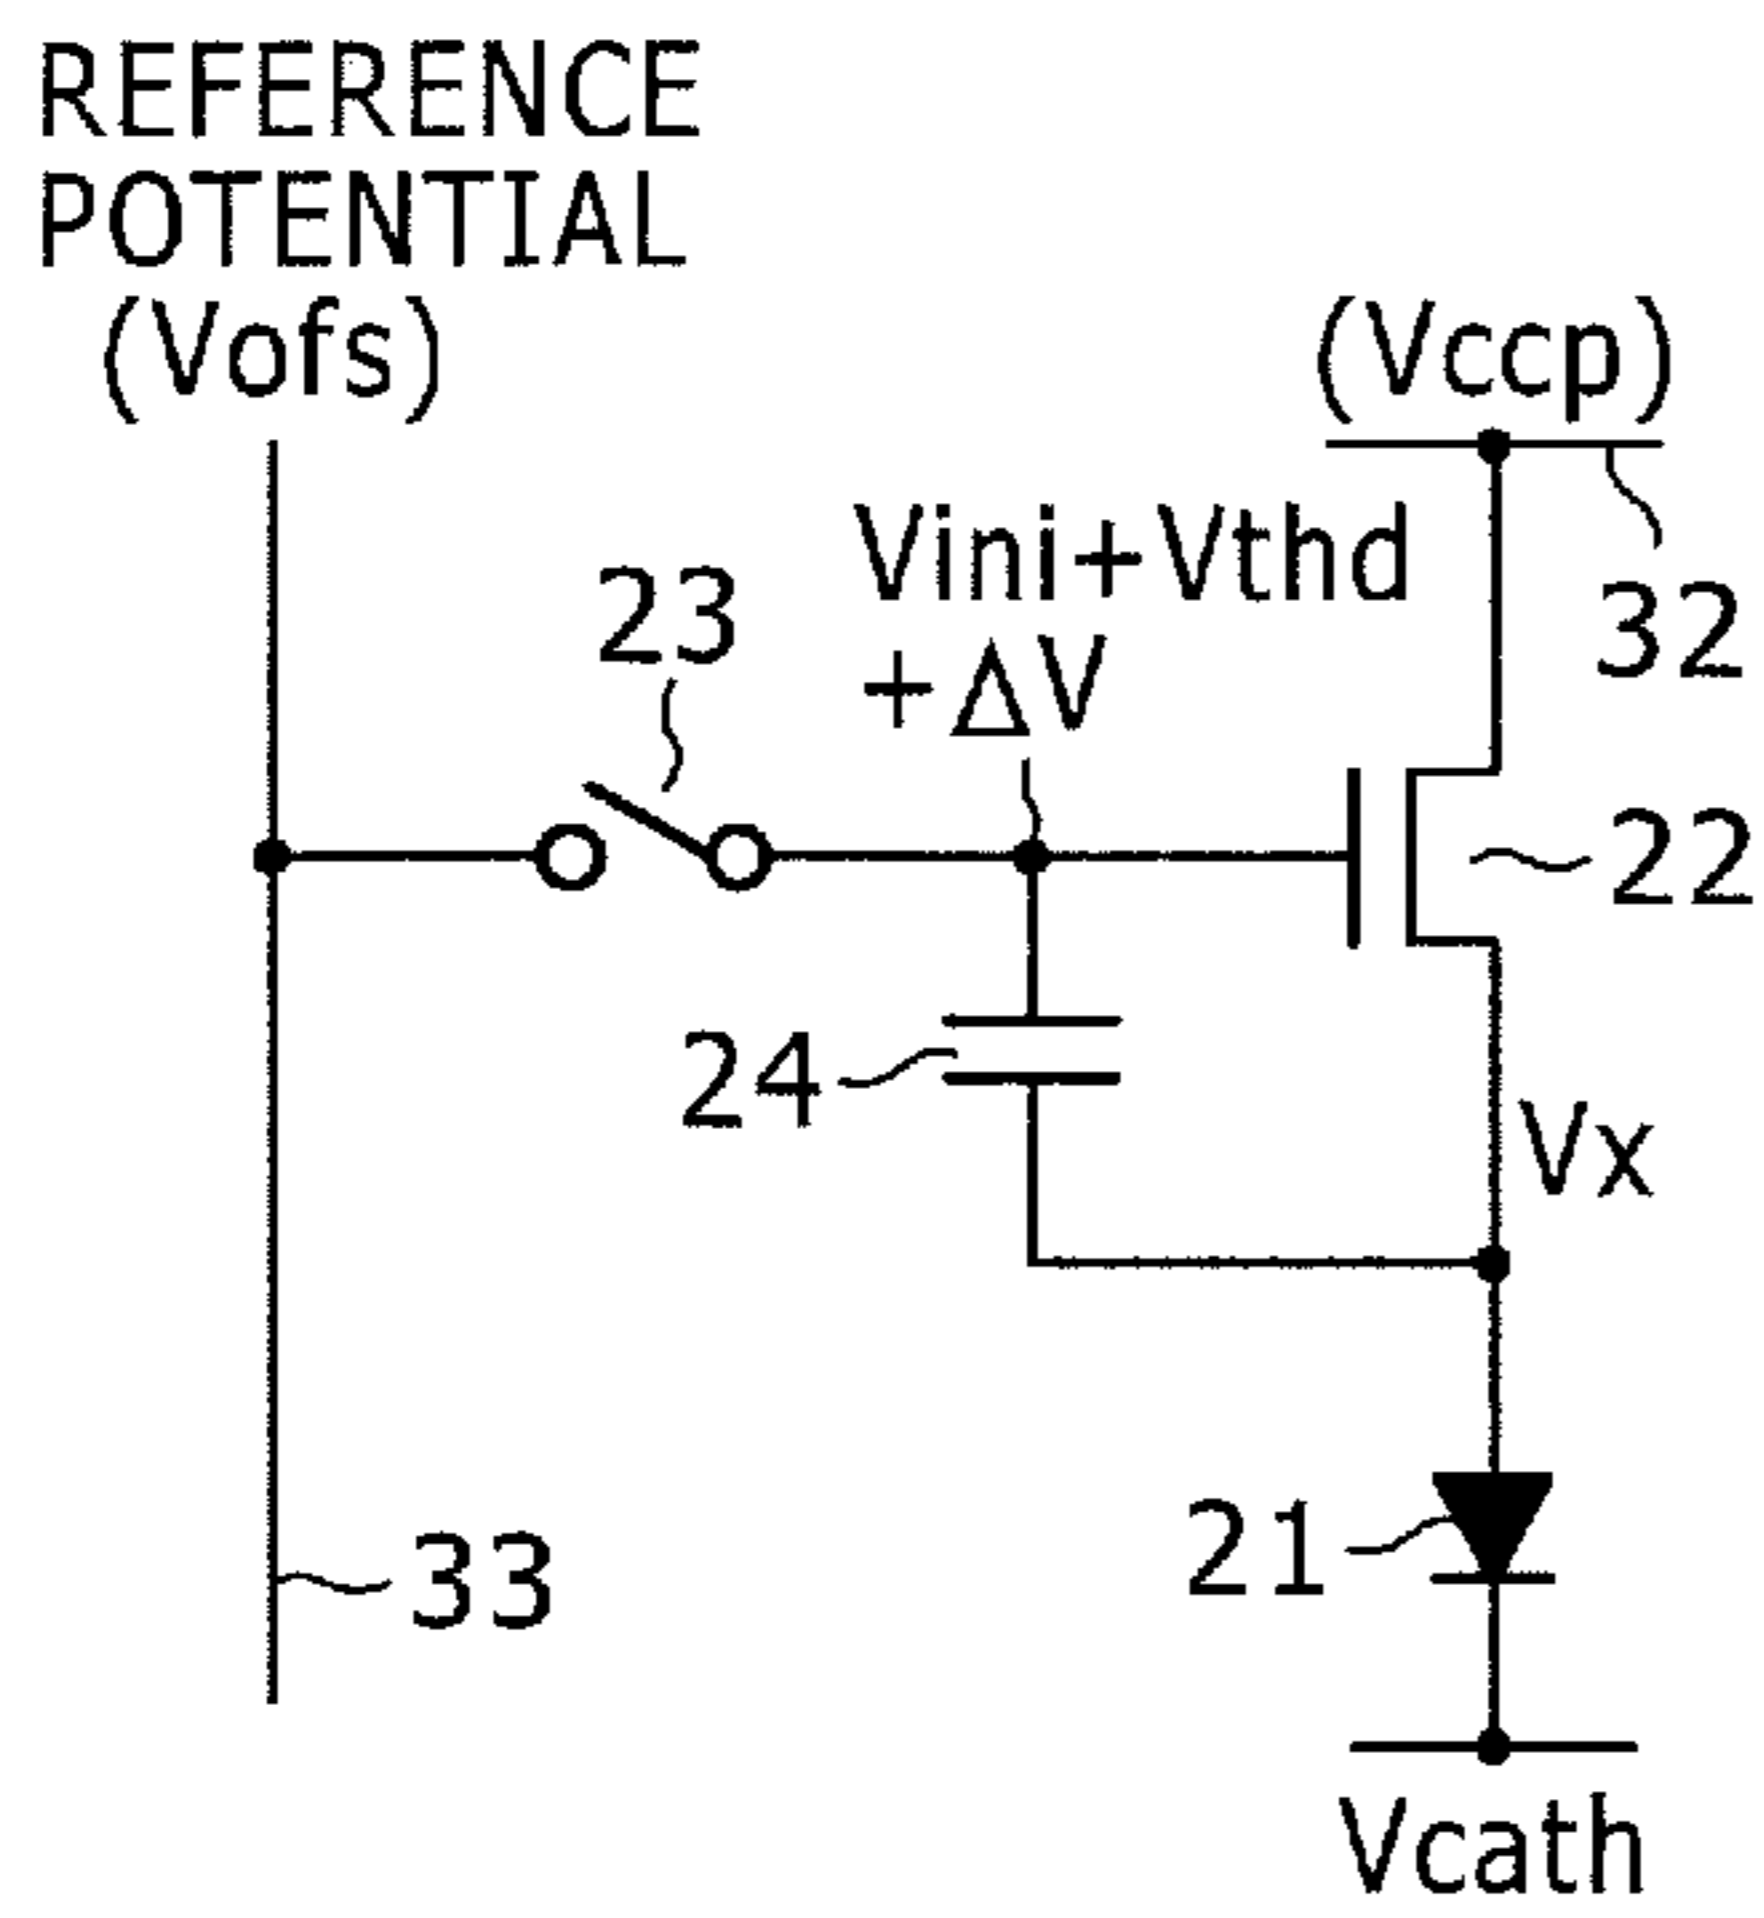 REFERENCE
POTENTIAL
(Vofs)
(Vccp)
Vini+Vthd
+ΔV
23
32
22
24
Vx
21
33
Vcath